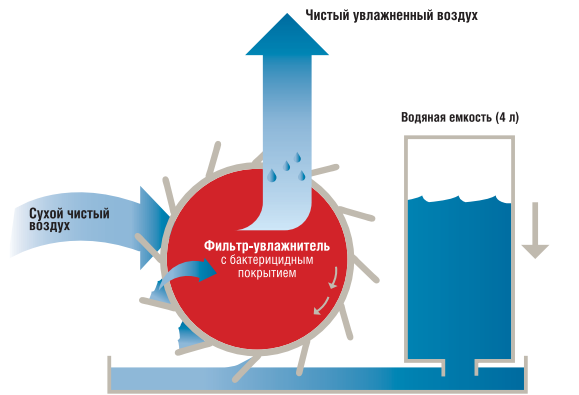 Чистый увлажненный воздух
Водяная емкость (4 л)
Сухой чистый
воздух
Фильтр-увлажнитель
с бактерицидным
покрытием